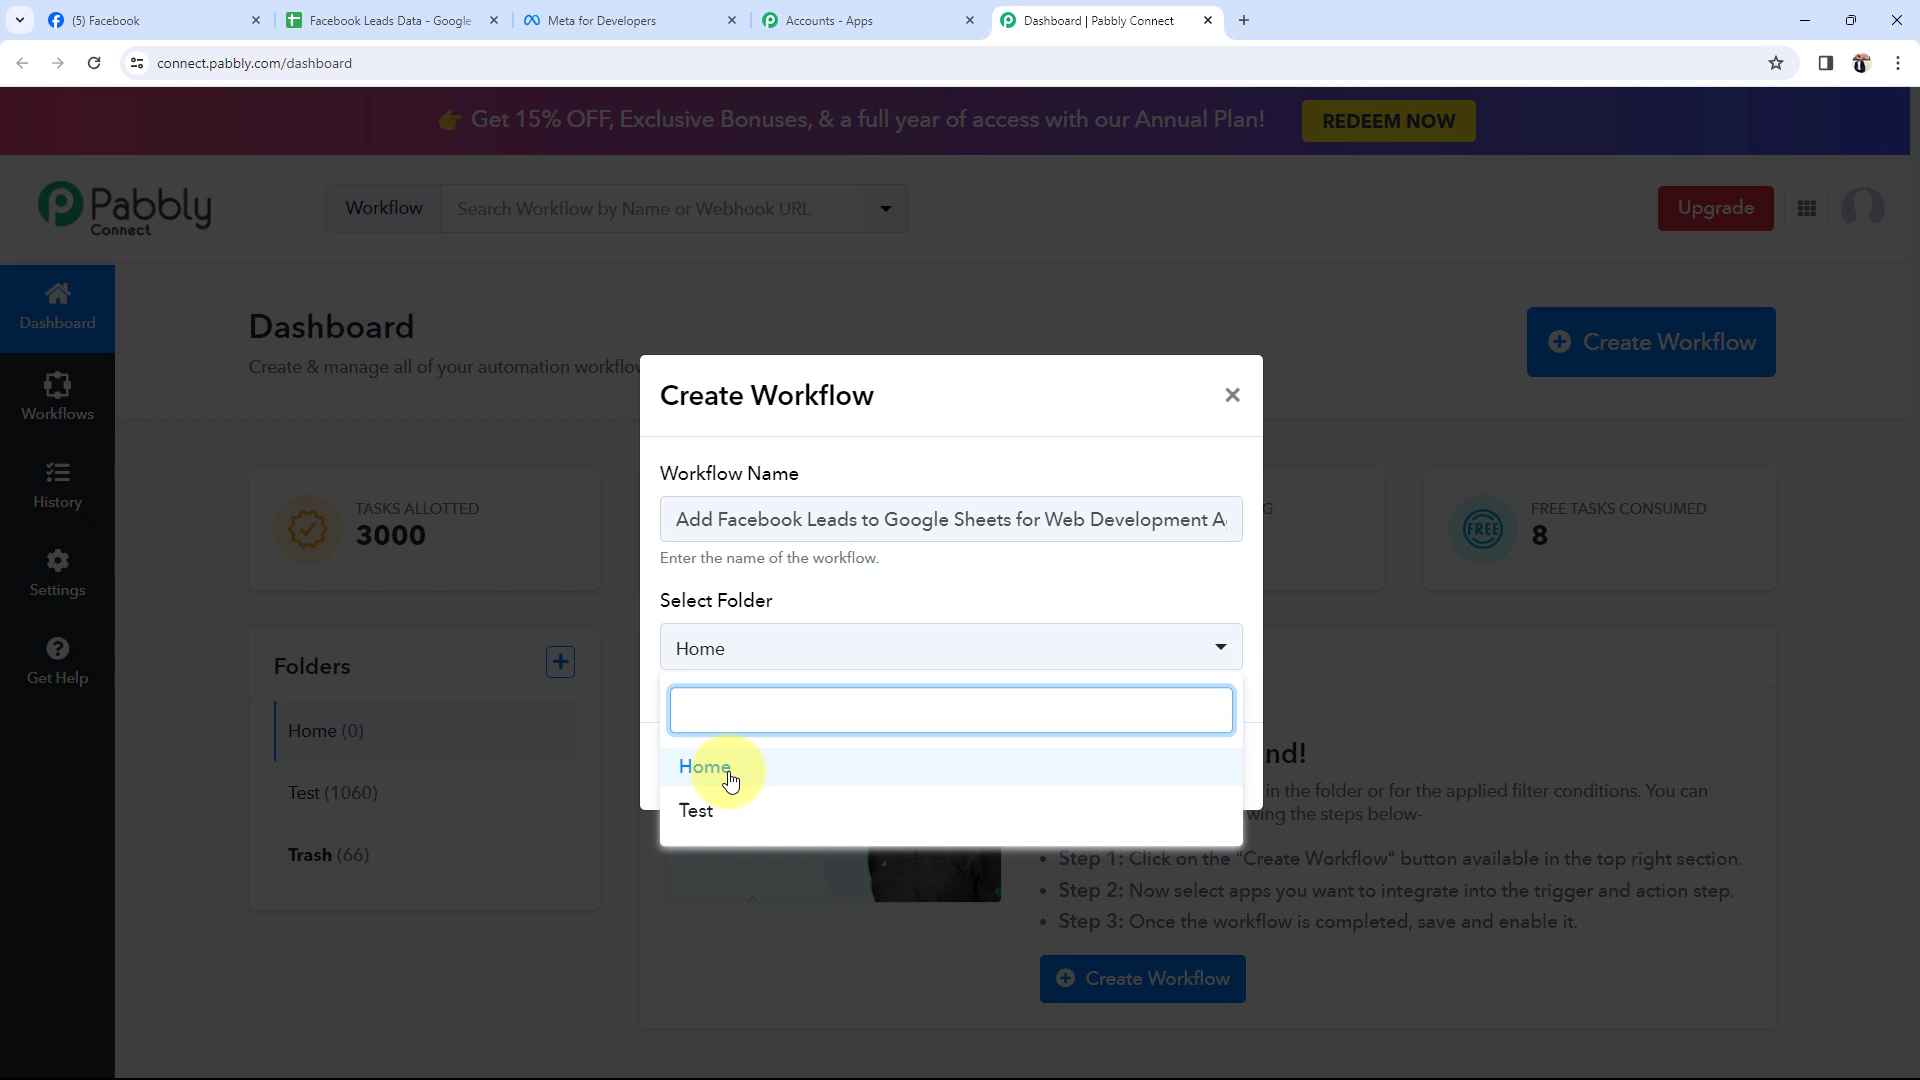 (5) Facebook
Facebook Leads Data - Google
Meta for Developers
Accounts - Apps
Dashboard | Pabbly Connect
connect.pabbly.com/dashboard
Get 15% OFF, Exclusive Bonuses, & a full year of access with our Annual Plan!
REDEEM NOW
Pabbly
Connect
Workflow
Search Workflow by Name or Webhook URL
Upgrade
Dashboard
Workflows
History
Settings
Get Help
Dashboard
Create & manage all of your automation workflo
Create Workflow
TASKS ALLOTTED
3000
G
FREE TASKS CONSUMED
FREE
8
Folders
Home (0)
Test (1060)
Trash (66)
Create Workflow
Workflow Name
Add Facebook Leads to Google Sheets for Web Development A
Enter the name of the workflow.
Select Folder
Home
Home
Test
nd!
in the folder or for the applied filter conditions. You can
wing the steps below-
• Step 1: Click on the "Create Workflow" button available in the top right section.
• Step 2: Now select apps you want to integrate into the trigger and action step.
• Step 3: Once the workflow is completed, save and enable it.
Create Workflow